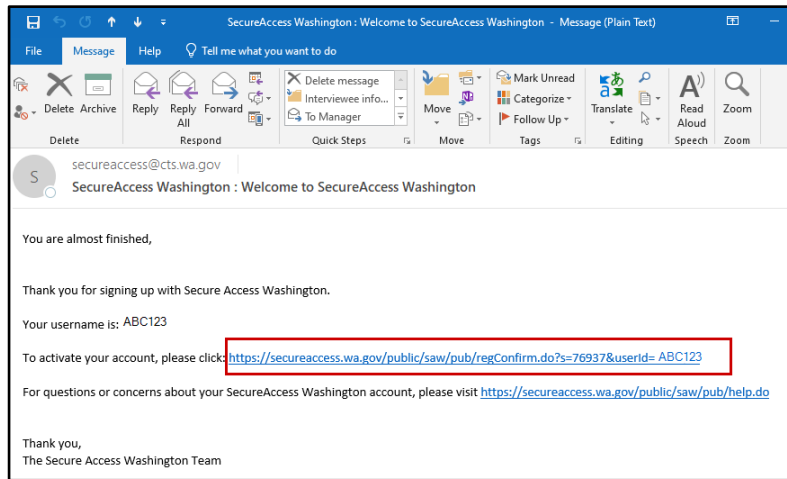 SecureAccess Washington : Welcome to SecureAccess Washington - Message (Plain Text)
File Message Help Tell me what you want to do
Delete Archive Reply Reply All Forward
Delete message
Interviewee info...
To Manager
Move
Mark Unread
Categorize
Follow Up
Translate Read Aloud Zoom
Delete Respond Quick Steps Move Tags Editing Speech Zoom
S
secureaccess@cts.wa.gov
SecureAccess Washington : Welcome to SecureAccess Washington
You are almost finished,
Thank you for signing up with Secure Access Washington.
Your username is: ABC123
To activate your account, please click: https://secureaccess.wa.gov/public/saw/pub/regConfirm.do?s=76937&userId= ABC123
For questions or concerns about your SecureAccess Washington account, please visit https://secureaccess.wa.gov/public/saw/pub/help.do
Thank you,
The Secure Access Washington Team